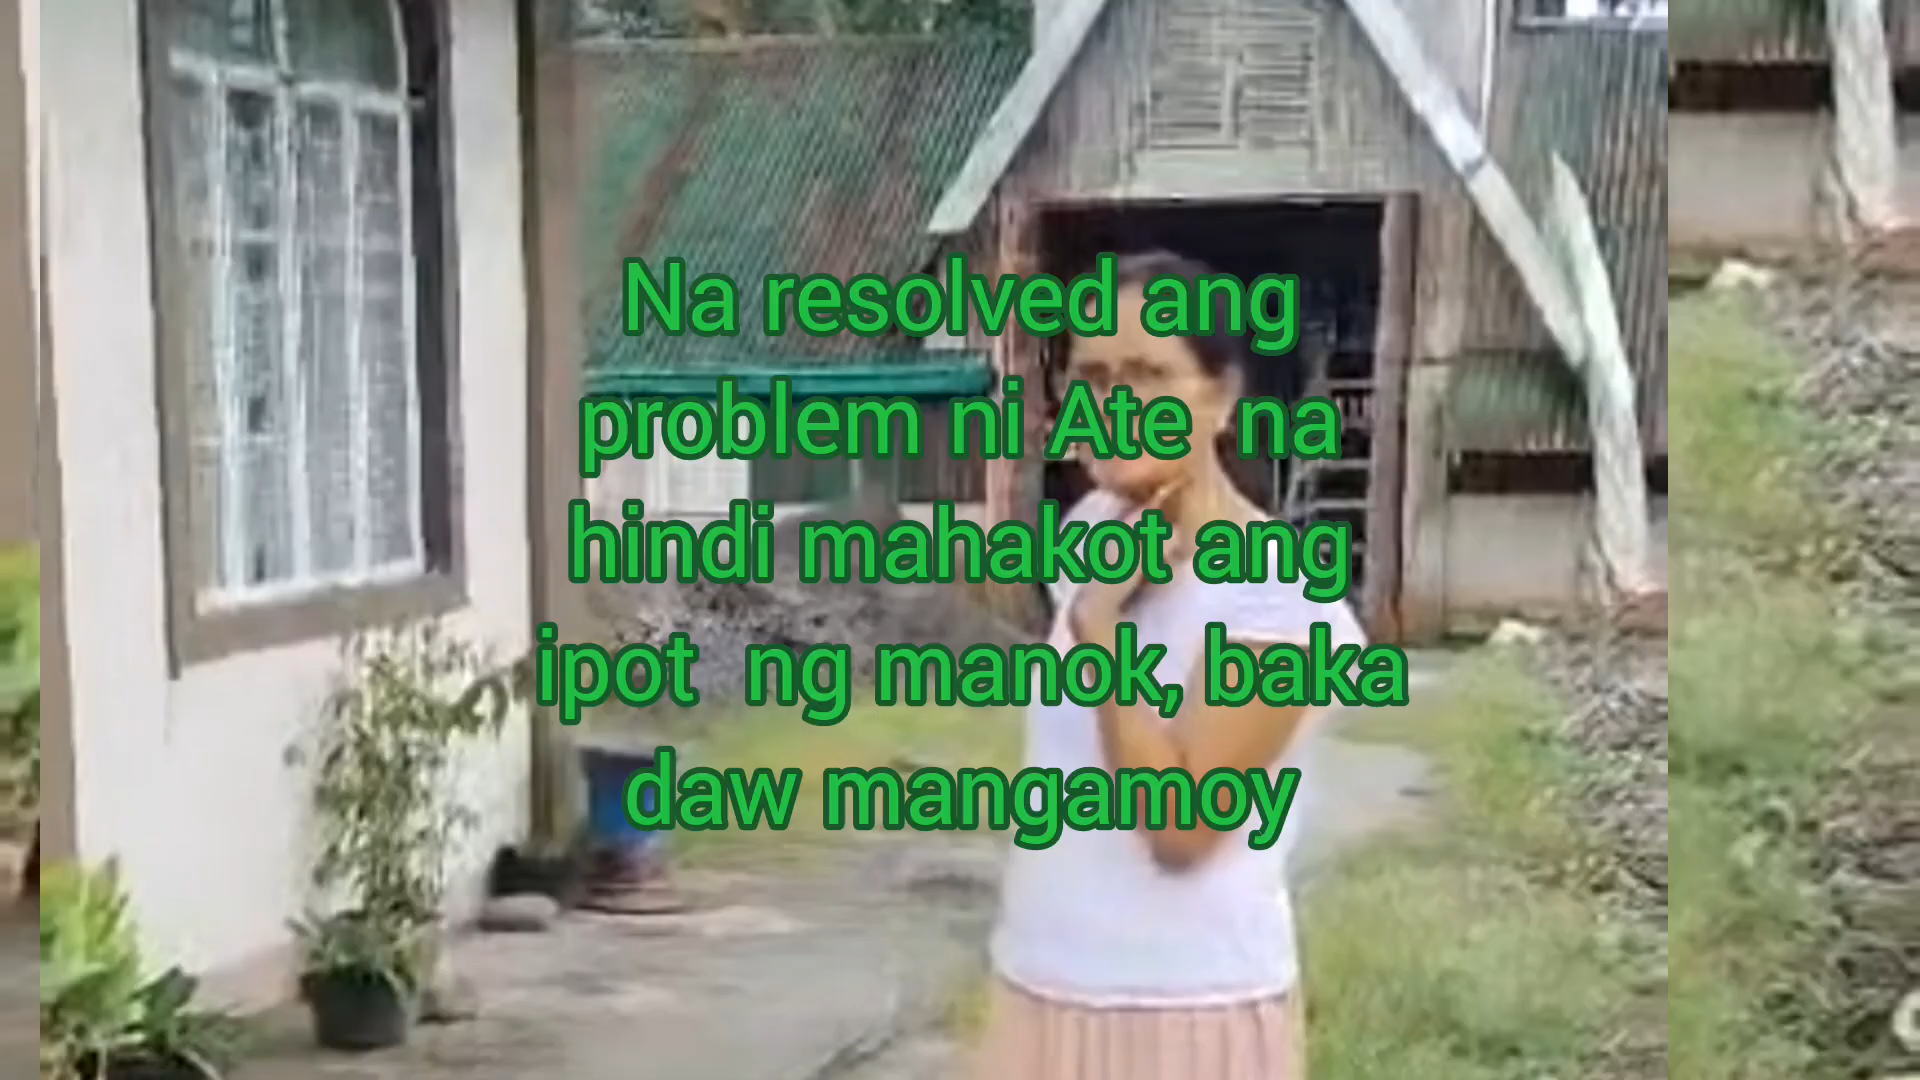 Na resolved ang
problem ni Ate na
hindi mahakot ang
ipot ng manok, baka
daw mangamoy